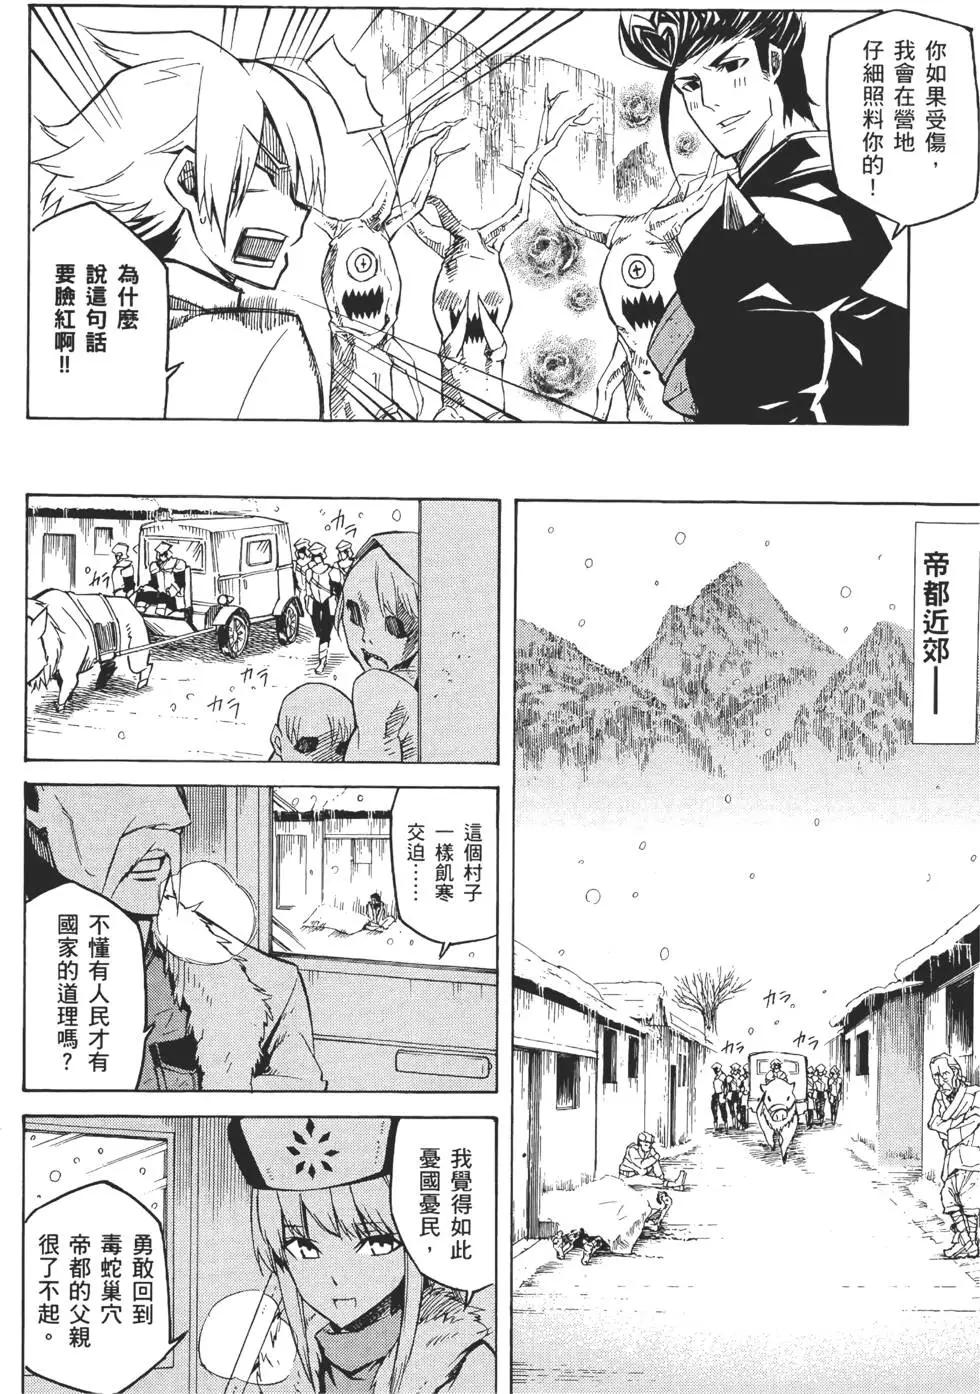 你如果受傷，
我會在營地
仔細照料你的！
為什麼
說這句話
要臉紅啊!!
帝都近郊——
カラ
カラ
カラ
カラ
カラ
カラ
這個村子
一樣飢寒
交迫……
不懂有人民才有
國家的道理嗎？
我覺得如此
憂國憂民，
勇敢回到
毒蛇巢穴
帝都的父親
很了不起。